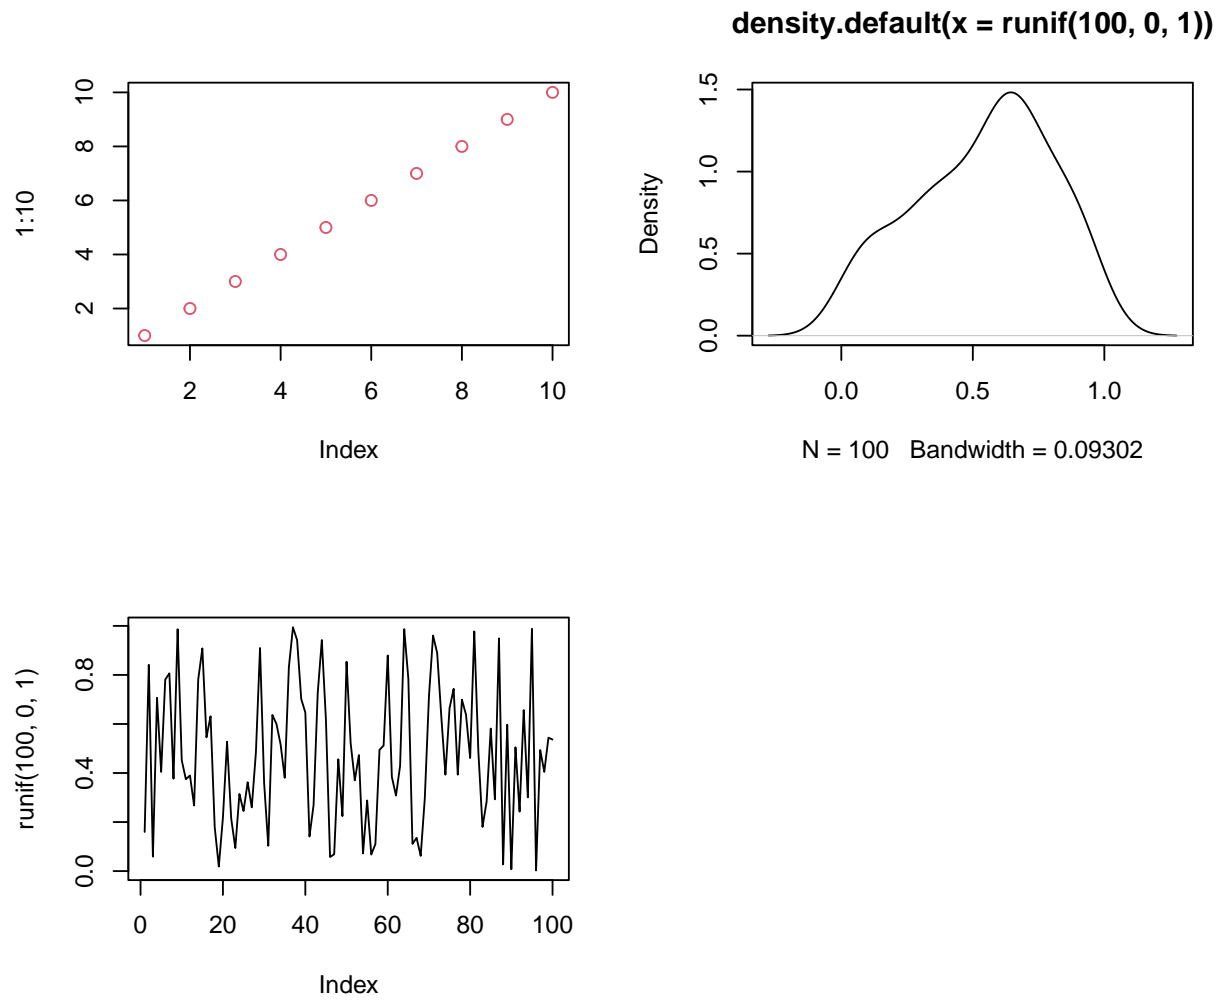 density.default(x = runif(100, 0, 1))
1:10
10
8
6
4
2
2 4 6 8 10
Index
Density
1.5
1.0
0.5
0.0
0.0 0.5 1.0
N = 100 Bandwidth = 0.09302
runif(100, 0, 1)
0.8
0.4
0.0
0 20 40 60 80 100
Index